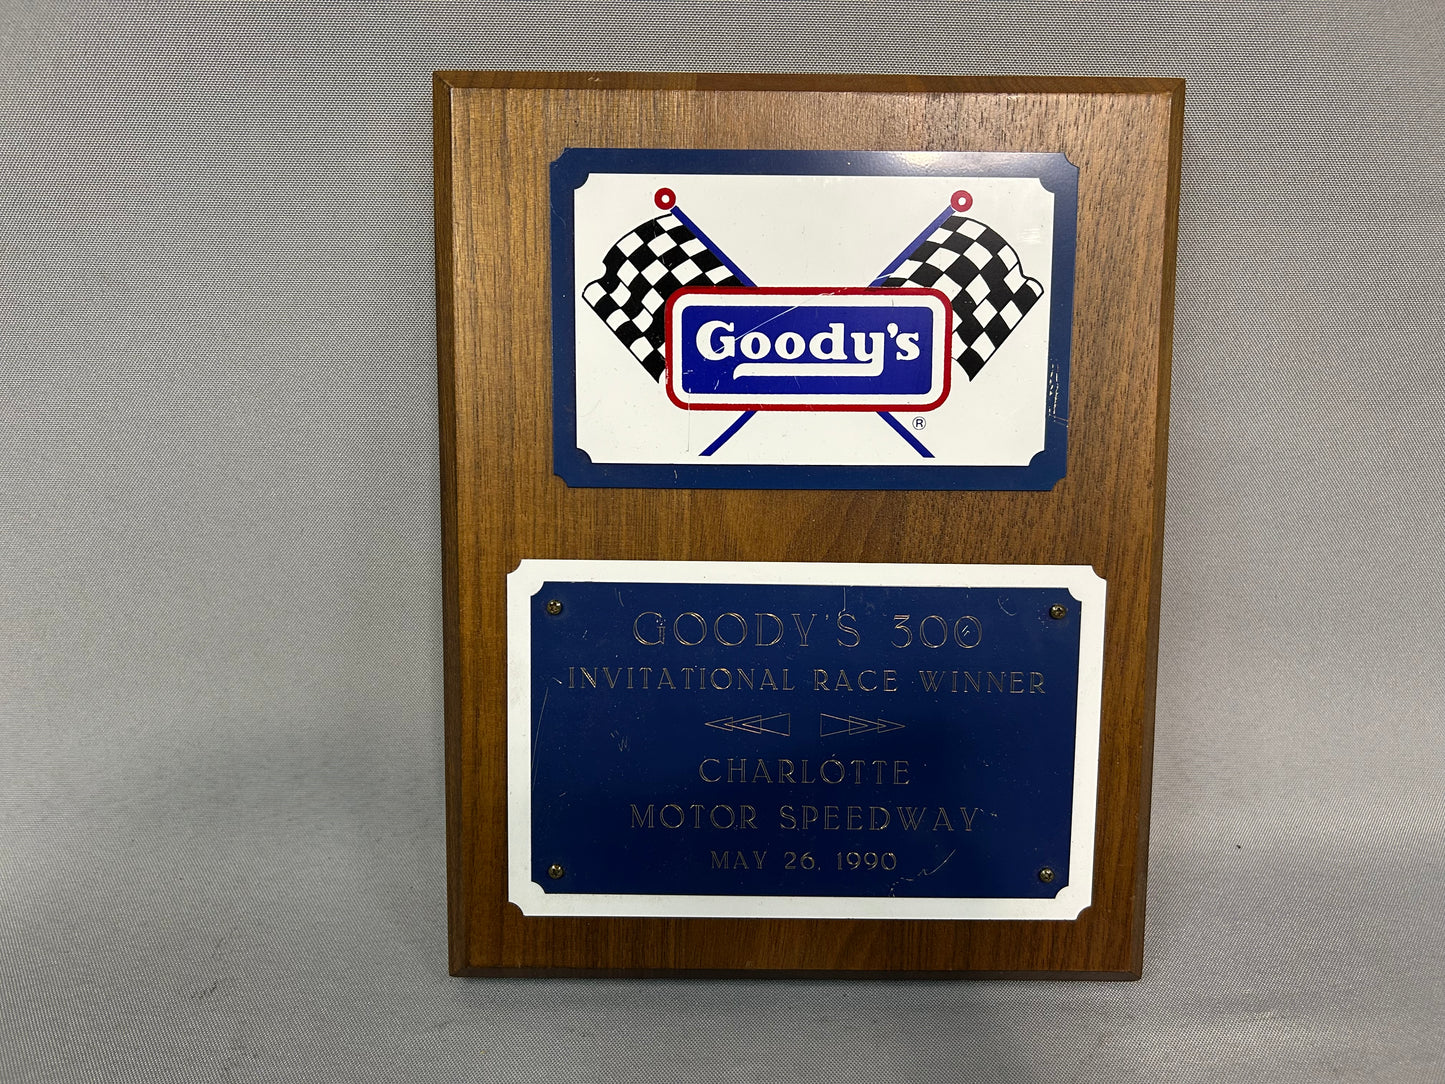 Goody's
®
GOODY'S 300
INVITATIONAL RACE WINNER
CHARLOTTE
MOTOR SPEEDWAY
MAY 26, 1990